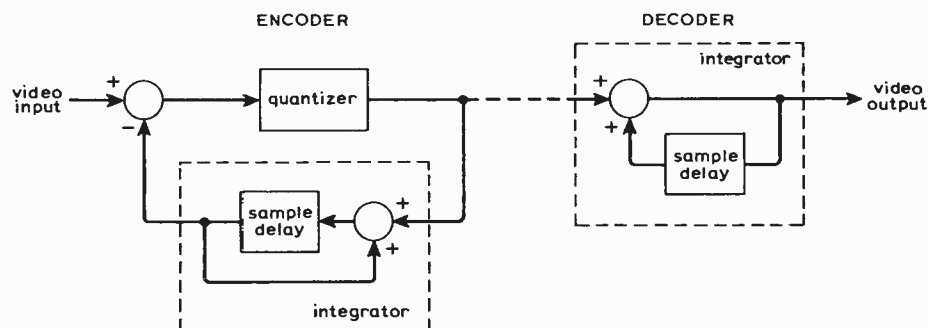 ENCODER
DECODER
video
input
+
−
quantizer
sample
delay
+
+
integrator
integrator
+
+
sample
delay
video
output